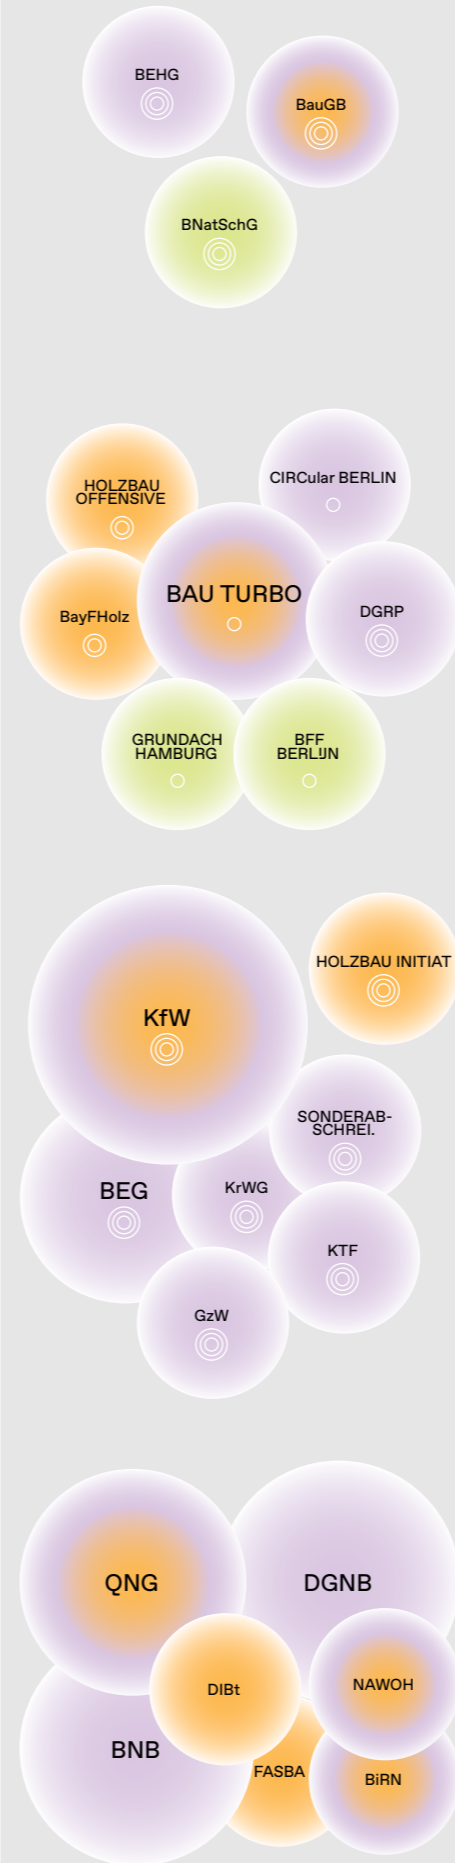 BEHG
BauGB
BNatSchG
HOLZBAU
OFFENSIVE
CIRCular BERLIN
BAU TURBO
BayFHolz
DGRP
GRUNDACH
HAMBURG
BFF
BERLIJN
HOLZBAU INITIAT
KfW
SONDERAB-
SCHREI.
BEG
KrWG
KTF
GzW
QNG
DGNB
DIBt
NAWOH
BNB
FASBA
BiRN